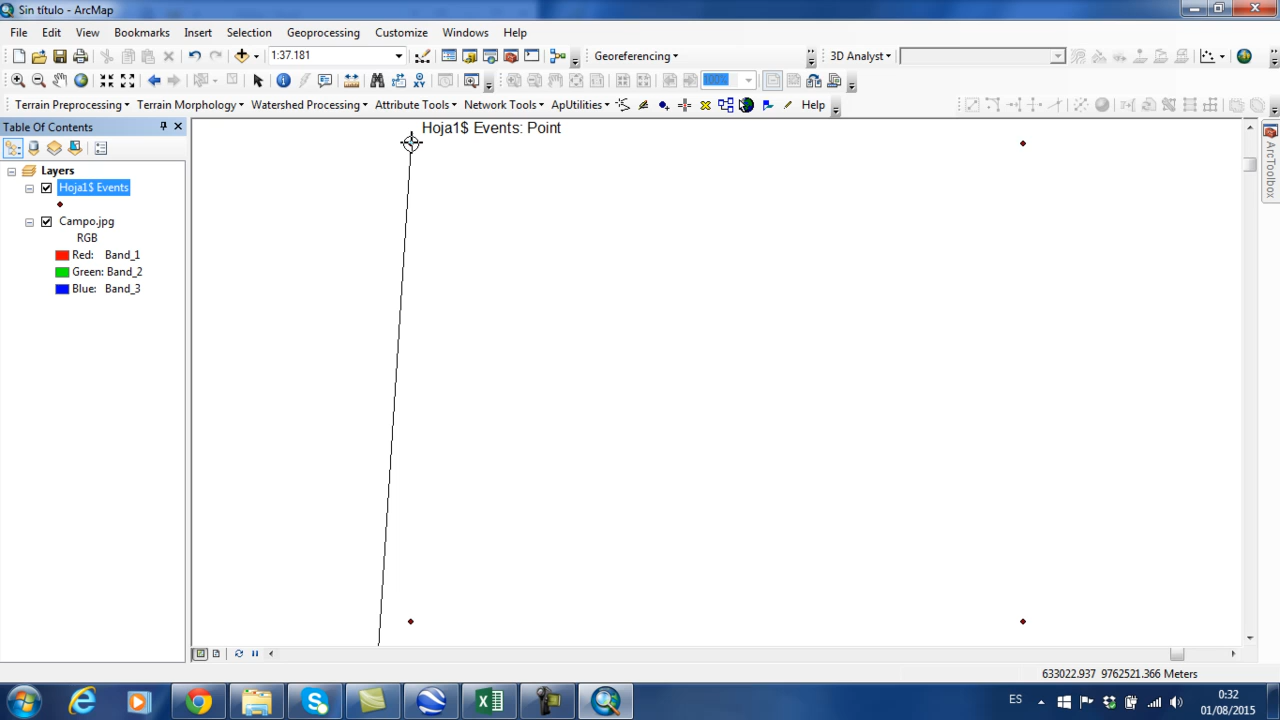 Sin título - ArcMap
File Edit View Bookmarks Insert Selection Geoprocessing Customize Windows Help
1:37.181 Georeferencing 3D Analyst
100%
Terrain Preprocessing Terrain Morphology Watershed Processing Attribute Tools Network Tools ApUtilities Help
Table Of Contents
Layers
Hoja1$ Events
Campo.jpg
RGB
Red: Band_1
Green: Band_2
Blue: Band_3
Hoja1$ Events: Point
ArcToolbox
633022.937 9762521.366 Meters
ES
0:32
01/08/2015